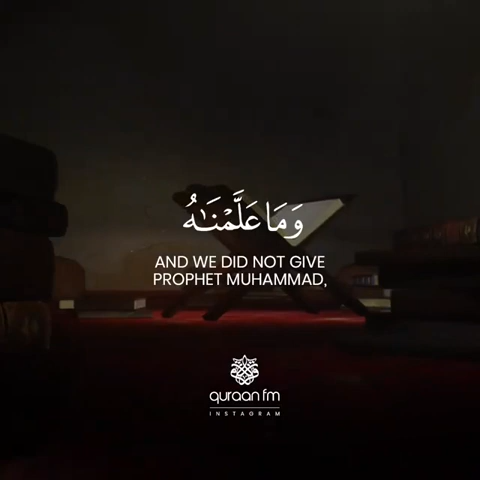 وَمَا عَلَّمْنَـٰهُ
AND WE DID NOT GIVE
PROPHET MUHAMMAD,
quraan fm
INSTAGRAM